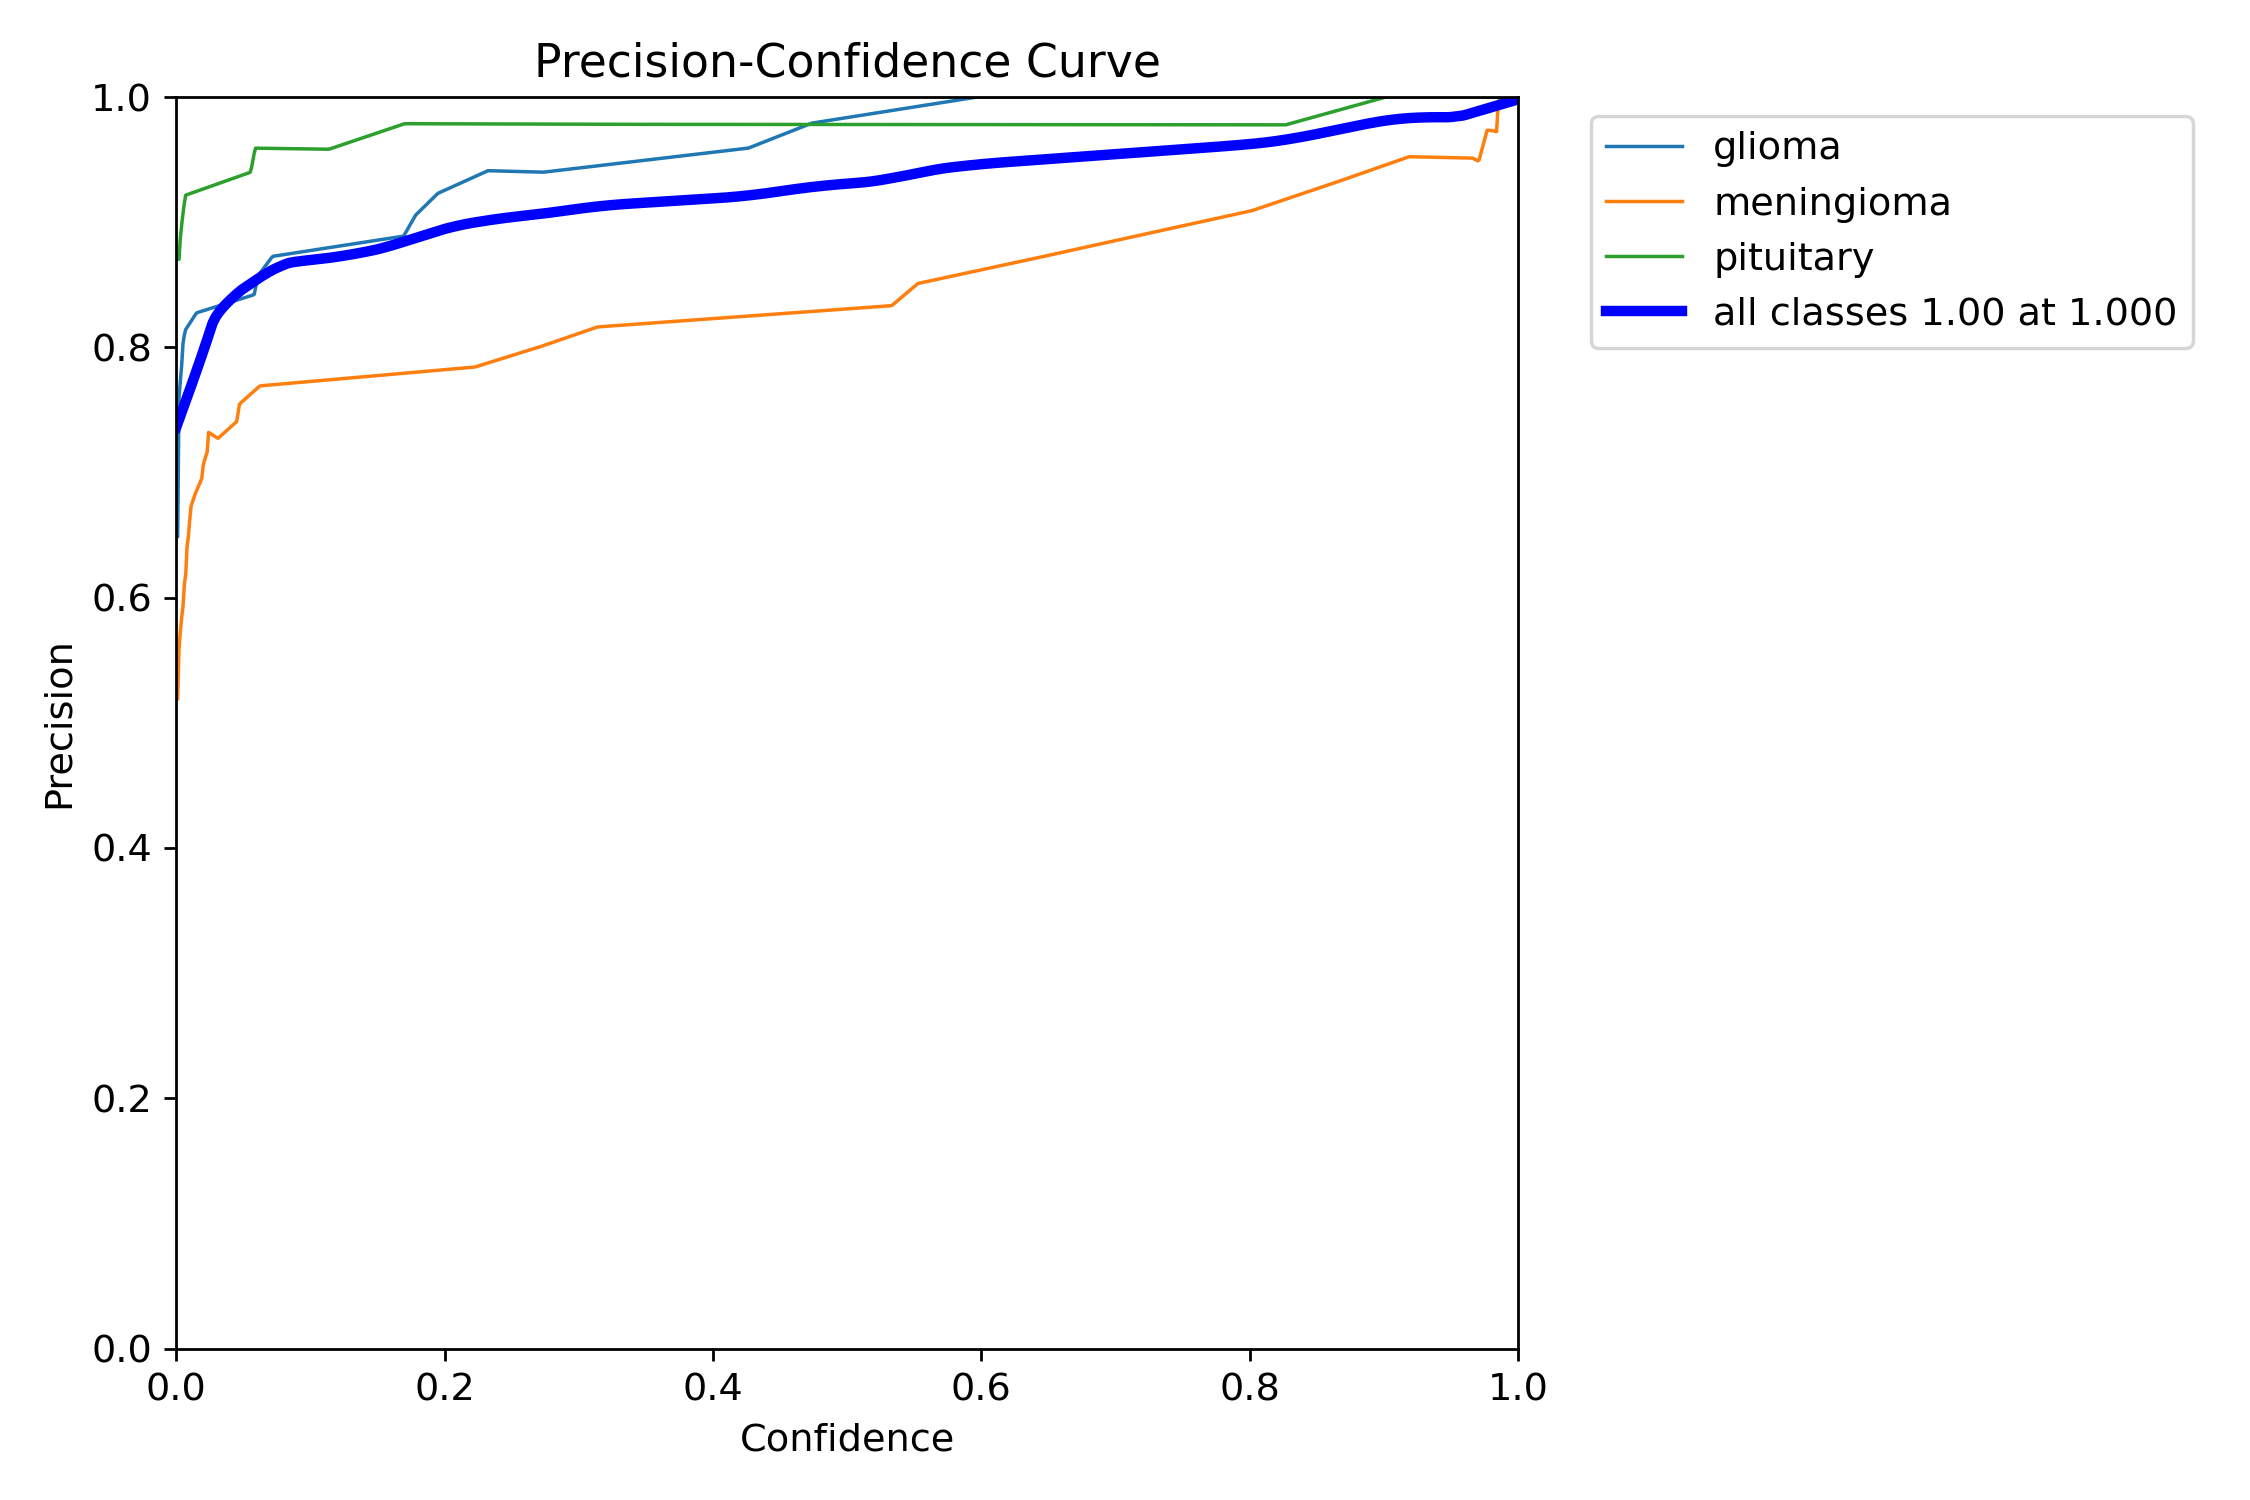 Precision-Confidence Curve
1.0
0.8
0.6
0.4
0.2
0.0
Precision
0.0 0.2 0.4 0.6 0.8 1.0
Confidence
glioma
meningioma
pituitary
all classes 1.00 at 1.000